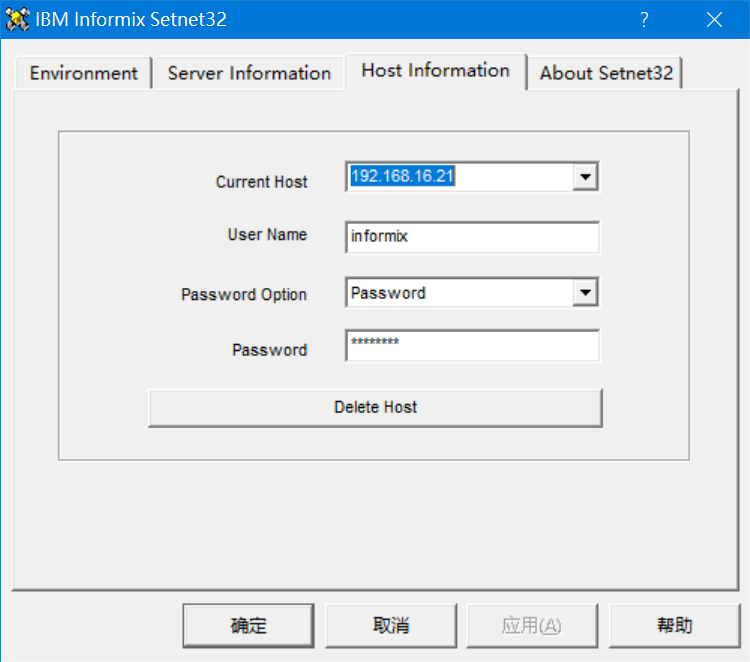 IBM Informix Setnet32
Environment Server Information Host Information About Setnet32
Current Host 192.168.16.21
User Name informix
Password Option Password
Password ********
Delete Host
确定 取消 应用(A) 帮助